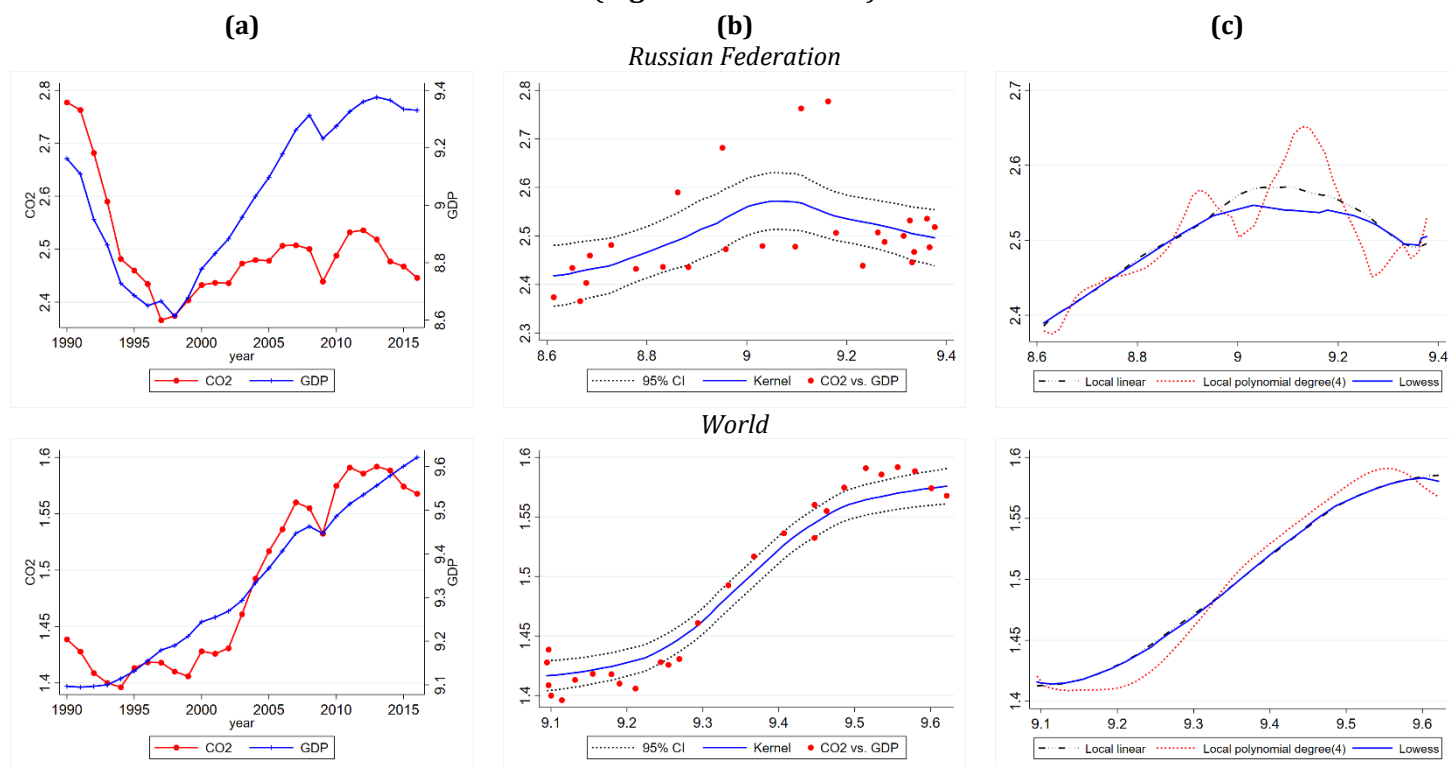 (a) (b) (c)
Russian Federation
2.8
2.7
2.6
2.5
2.4
CO2
9.4
9.2
9
8.8
8.6
GDP
1990 1995 2000 2005 2010 2015
year
CO2 GDP
2.8
2.7
2.6
2.5
2.4
2.3
8.6 8.8 9 9.2 9.4
95% CI Kernel CO2 vs. GDP
2.7
2.6
2.5
2.4
8.6 8.8 9 9.2 9.4
Local linear Local polynomial degree(4) Lowess
World
1.6
1.55
1.5
1.45
1.4
CO2
9.6
9.5
9.4
9.3
9.2
9.1
GDP
1990 1995 2000 2005 2010 2015
year
CO2 GDP
1.6
1.55
1.5
1.45
1.4
9.1 9.2 9.3 9.4 9.5 9.6
95% CI Kernel CO2 vs. GDP
1.6
1.55
1.5
1.45
1.4
9.1 9.2 9.3 9.4 9.5 9.6
Local linear Local polynomial degree(4) Lowess